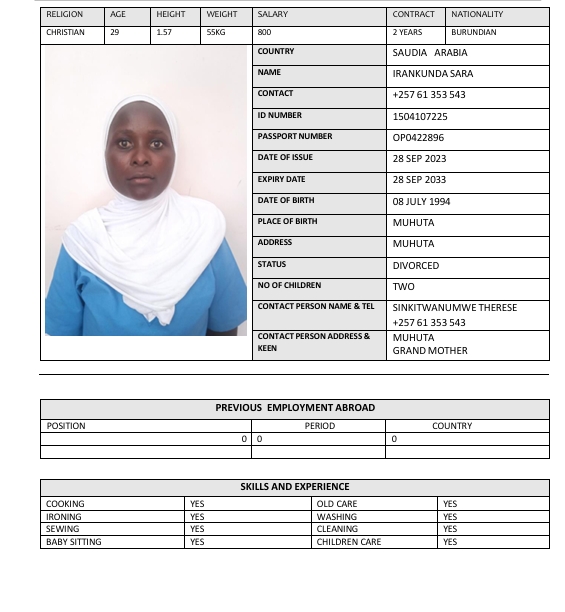 RELIGION AGE HEIGHT WEIGHT SALARY CONTRACT NATIONALITY
CHRISTIAN 29 1.57 55KG 800 2 YEARS BURUNDIAN
COUNTRY SAUDIA ARABIA
NAME IRANKUNDA SARA
CONTACT +257 61 353 543
ID NUMBER 1504107225
PASSPORT NUMBER OP0422896
DATE OF ISSUE 28 SEP 2023
EXPIRY DATE 28 SEP 2033
DATE OF BIRTH 08 JULY 1994
PLACE OF BIRTH MUHUTA
ADDRESS MUHUTA
STATUS DIVORCED
NO OF CHILDREN TWO
CONTACT PERSON NAME & TEL SINKITWANUMWE THERESE
+257 61 353 543
CONTACT PERSON ADDRESS & MUHUTA
KEEN GRAND MOTHER
PREVIOUS EMPLOYMENT ABROAD
POSITION PERIOD COUNTRY
0 0 0
SKILLS AND EXPERIENCE
COOKING YES OLD CARE YES
IRONING YES WASHING YES
SEWING YES CLEANING YES
BABY SITTING YES CHILDREN CARE YES